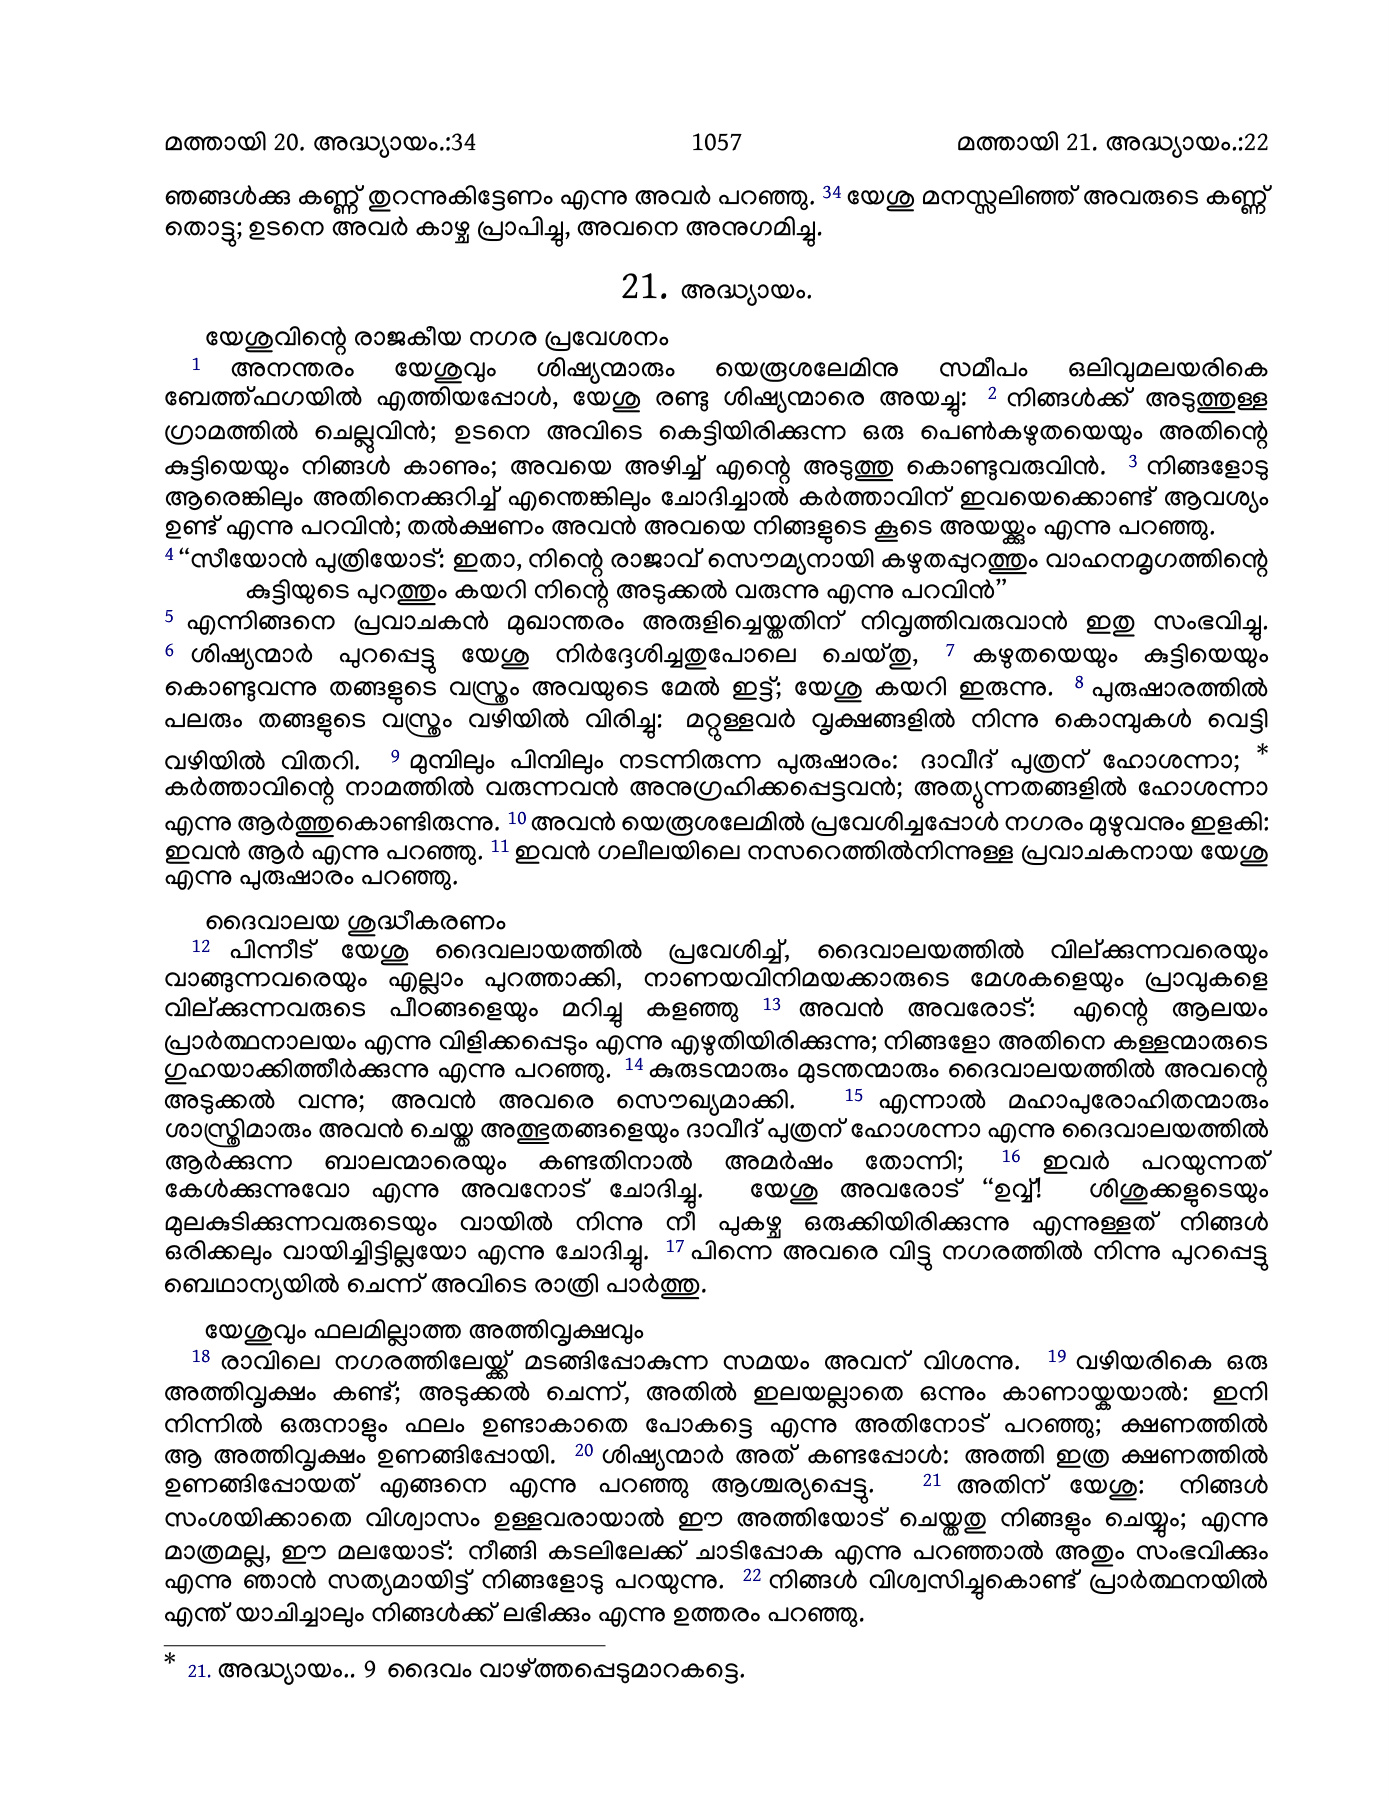 മത്തായി 20. അദ്ധ്യായം.:34 1057 മത്തായി 21. അദ്ധ്യായം.:22
ഞങ്ങൾക്കു കണ്ണ് തുറന്നുകിട്ടേണം എന്നു അവർ പറഞ്ഞു. 34 യേശു മനസ്സലിഞ്ഞ് അവരുടെ കണ്ണ്
തൊട്ടു; ഉടനെ അവർ കാഴ്ച പ്രാപിച്ചു, അവനെ അനുഗമിച്ചു.
21. അദ്ധ്യായം.
യേശുവിന്റെ രാജകീയ നഗര പ്രവേശനം
1 അനന്തരം യേശുവും ശിഷ്യന്മാരും യെരൂശലേമിനു സമീപം ഒലിവുമലയരികെ
ബേത്ത്ഫഗയിൽ എത്തിയപ്പോൾ, യേശു രണ്ടു ശിഷ്യന്മാരെ അയച്ചു: 2 നിങ്ങൾക്ക് അടുത്തുള്ള
ഗ്രാമത്തിൽ ചെല്ലുവിൻ; ഉടനെ അവിടെ കെട്ടിയിരിക്കുന്ന ഒരു പെൺകഴുതയെയും അതിന്റെ
കുട്ടിയെയും നിങ്ങൾ കാണും; അവയെ അഴിച്ച് എന്റെ അടുത്തു കൊണ്ടുവരുവിൻ. 3 നിങ്ങളോടു
ആരെങ്കിലും അതിനെക്കുറിച്ച് എന്തെങ്കിലും ചോദിച്ചാൽ കർത്താവിന് ഇവയെക്കൊണ്ട് ആവശ്യം
ഉണ്ട് എന്നു പറവിൻ; തൽക്ഷണം അവൻ അവയെ നിങ്ങളുടെ കൂടെ അയയ്ക്കും എന്നു പറഞ്ഞു.
4 “സീയോൻ പുത്രിയോട്: ഇതാ, നിന്റെ രാജാവ് സൌമ്യനായി കഴുതപ്പുറത്തും വാഹനമൃഗത്തിന്റെ
കുട്ടിയുടെ പുറത്തും കയറി നിന്റെ അടുക്കൽ വരുന്നു എന്നു പറവിൻ”
5 എന്നിങ്ങനെ പ്രവാചകൻ മുഖാന്തരം അരുളിച്ചെയ്തതിന് നിവൃത്തിവരുവാൻ ഇതു സംഭവിച്ചു.
6 ശിഷ്യന്മാർ പുറപ്പെട്ടു യേശു നിർദ്ദേശിച്ചതുപോലെ ചെയ്തു, 7 കഴുതയെയും കുട്ടിയെയും
കൊണ്ടുവന്നു തങ്ങളുടെ വസ്ത്രം അവയുടെ മേൽ ഇട്ട്; യേശു കയറി ഇരുന്നു. 8 പുരുഷാരത്തിൽ
പലരും തങ്ങളുടെ വസ്ത്രം വഴിയിൽ വിരിച്ചു: മറ്റുള്ളവർ വൃക്ഷങ്ങളിൽ നിന്നു കൊമ്പുകൾ വെട്ടി
വഴിയിൽ വിതറി. 9 മുമ്പിലും പിമ്പിലും നടന്നിരുന്ന പുരുഷാരം: ദാവീദ് പുത്രന് ഹോശന്നാ; *
കർത്താവിന്റെ നാമത്തിൽ വരുന്നവൻ അനുഗ്രഹിക്കപ്പെട്ടവൻ; അത്യുന്നതങ്ങളിൽ ഹോശന്നാ
എന്നു ആർത്തുകൊണ്ടിരുന്നു. 10 അവൻ യെരൂശലേമിൽ പ്രവേശിച്ചപ്പോൾ നഗരം മുഴുവനും ഇളകി:
ഇവൻ ആർ എന്നു പറഞ്ഞു. 11 ഇവൻ ഗലീലയിലെ നസറെത്തിൽനിന്നുള്ള പ്രവാചകനായ യേശു
എന്നു പുരുഷാരം പറഞ്ഞു.
ദൈവാലയ ശുദ്ധീകരണം
12 പിന്നീട് യേശു ദൈവലായത്തിൽ പ്രവേശിച്ച്, ദൈവാലയത്തിൽ വില്ക്കുന്നവരെയും
വാങ്ങുന്നവരെയും എല്ലാം പുറത്താക്കി, നാണയവിനിമയക്കാരുടെ മേശകളെയും പ്രാവുകളെ
വില്ക്കുന്നവരുടെ പീഠങ്ങളെയും മറിച്ചു കളഞ്ഞു 13 അവൻ അവരോട്: എന്റെ ആലയം
പ്രാർത്ഥനാലയം എന്നു വിളിക്കപ്പെടും എന്നു എഴുതിയിരിക്കുന്നു; നിങ്ങളോ അതിനെ കള്ളന്മാരുടെ
ഗുഹയാക്കിത്തീർക്കുന്നു എന്നു പറഞ്ഞു. 14 കുരുടന്മാരും മുടന്തന്മാരും ദൈവാലയത്തിൽ അവന്റെ
അടുക്കൽ വന്നു; അവൻ അവരെ സൌഖ്യമാക്കി. 15 എന്നാൽ മഹാപുരോഹിതന്മാരും
ശാസ്ത്രിമാരും അവൻ ചെയ്ത അത്ഭുതങ്ങളെയും ദാവീദ് പുത്രന് ഹോശന്നാ എന്നു ദൈവാലയത്തിൽ
ആർക്കുന്ന ബാലന്മാരെയും കണ്ടതിനാൽ അമർഷം തോന്നി; 16 ഇവർ പറയുന്നത്
കേൾക്കുന്നുവോ എന്നു അവനോട് ചോദിച്ചു. യേശു അവരോട് “ഉവ്വ്! ശിശുക്കളുടെയും
മുലകുടിക്കുന്നവരുടെയും വായിൽ നിന്നു നീ പുകഴ്ച ഒരുക്കിയിരിക്കുന്നു എന്നുള്ളത് നിങ്ങൾ
ഒരിക്കലും വായിച്ചിട്ടില്ലയോ എന്നു ചോദിച്ചു. 17 പിന്നെ അവരെ വിട്ടു നഗരത്തിൽ നിന്നു പുറപ്പെട്ടു
ബെഥാന്യയിൽ ചെന്ന് അവിടെ രാത്രി പാർത്തു.
യേശുവും ഫലമില്ലാത്ത അത്തിവൃക്ഷവും
18 രാവിലെ നഗരത്തിലേയ്ക്ക് മടങ്ങിപ്പോകുന്ന സമയം അവന് വിശന്നു. 19 വഴിയരികെ ഒരു
അത്തിവൃക്ഷം കണ്ട്; അടുക്കൽ ചെന്ന്, അതിൽ ഇലയല്ലാതെ ഒന്നും കാണായ്കയാൽ: ഇനി
നിന്നിൽ ഒരുനാളും ഫലം ഉണ്ടാകാതെ പോകട്ടെ എന്നു അതിനോട് പറഞ്ഞു; ക്ഷണത്തിൽ
ആ അത്തിവൃക്ഷം ഉണങ്ങിപ്പോയി. 20 ശിഷ്യന്മാർ അത് കണ്ടപ്പോൾ: അത്തി ഇത്ര ക്ഷണത്തിൽ
ഉണങ്ങിപ്പോയത് എങ്ങനെ എന്നു പറഞ്ഞു ആശ്ചര്യപ്പെട്ടു. 21 അതിന് യേശു: നിങ്ങൾ
സംശയിക്കാതെ വിശ്വാസം ഉള്ളവരായാൽ ഈ അത്തിയോട് ചെയ്തതു നിങ്ങളും ചെയ്യും; എന്നു
മാത്രമല്ല, ഈ മലയോട്: നീങ്ങി കടലിലേക്ക് ചാടിപ്പോക എന്നു പറഞ്ഞാൽ അതും സംഭവിക്കും
എന്നു ഞാൻ സത്യമായിട്ട് നിങ്ങളോടു പറയുന്നു. 22 നിങ്ങൾ വിശ്വസിച്ചുകൊണ്ട് പ്രാർത്ഥനയിൽ
എന്ത് യാചിച്ചാലും നിങ്ങൾക്ക് ലഭിക്കും എന്നു ഉത്തരം പറഞ്ഞു.
* 21. അദ്ധ്യായം.. 9 ദൈവം വാഴ്ത്തപ്പെടുമാറകട്ടെ.